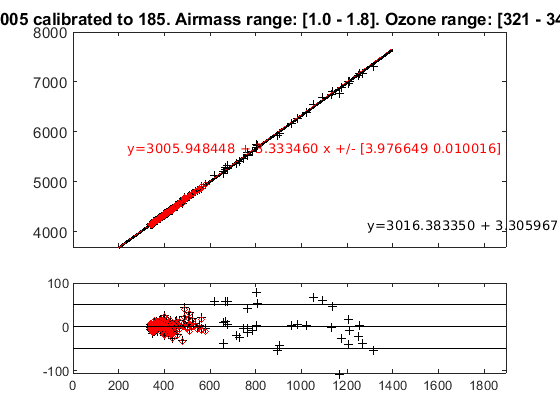 005 calibrated to 185. Airmass range: [1.0 - 1.8]. Ozone range: [321 - 34
8000
7000
6000
5000
4000
y=3005.948448 + 3.333460 x +/- [3.976649 0.010016]
y=3016.383350 + 3.305967
100
50
0
-50
-100
0 200 400 600 800 1000 1200 1400 1600 1800